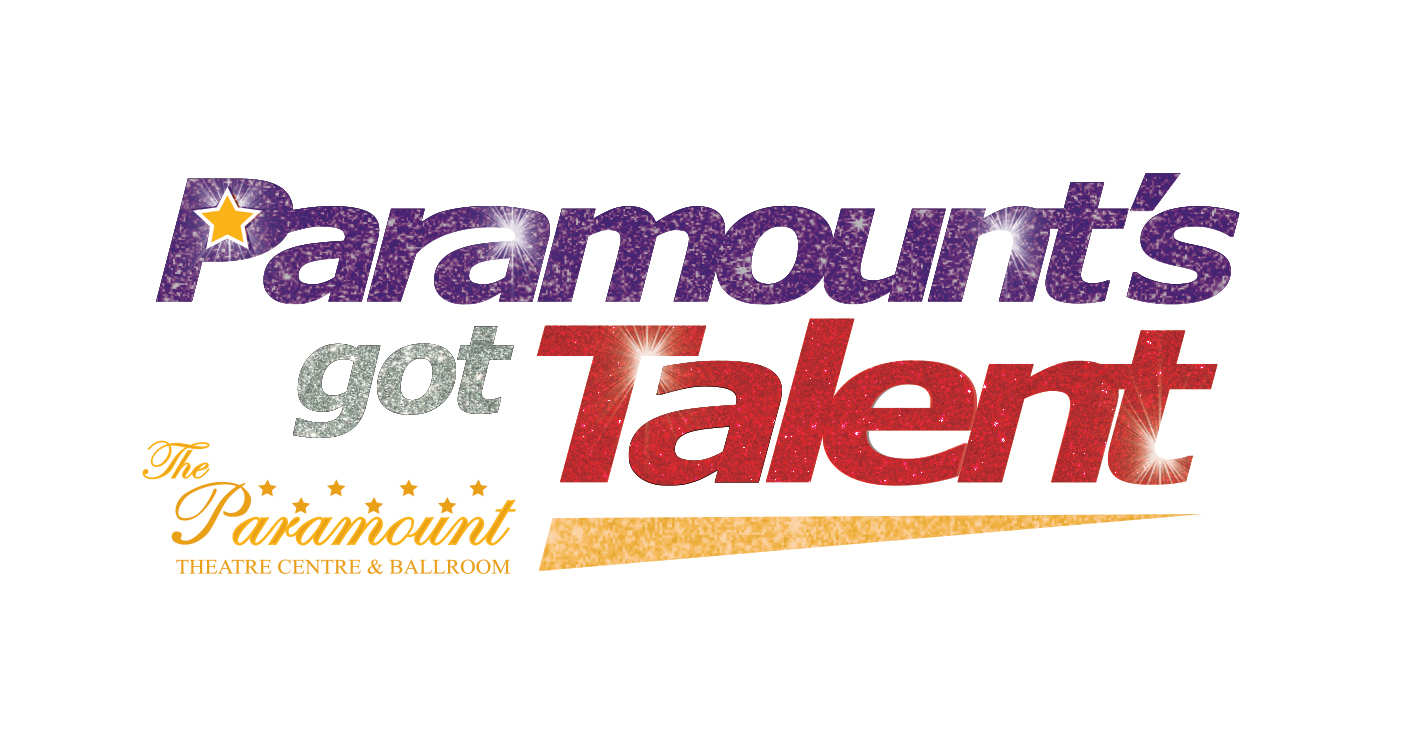 Paramount's
got Talent
The
Paramount
THEATRE CENTRE & BALLROOM